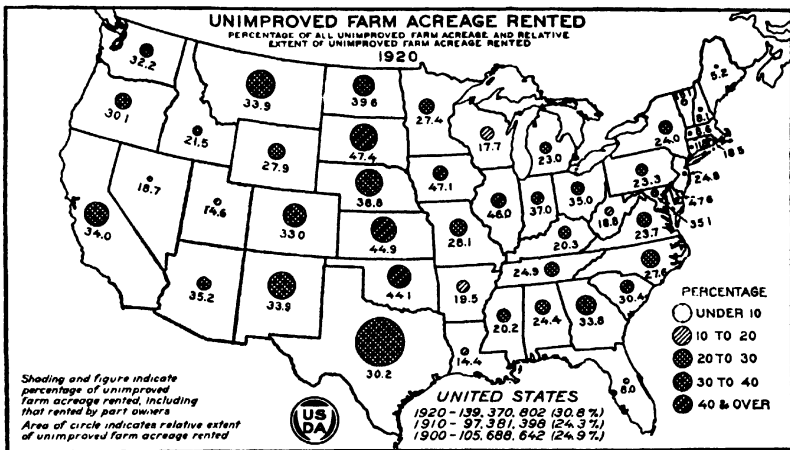 UNIMPROVED FARM ACREAGE RENTED
PERCENTAGE OF ALL UNIMPROVED FARM ACREAGE AND RELATIVE
EXTENT OF UNIMPROVED FARM ACREAGE RENTED
1920
32.2
30.1
34.0
18.7
21.5
33.9
27.9
14.6
33.0
35.2
33.9
39.6
47.4
38.8
44.9
44.1
30.2
27.4
47.1
28.1
19.5
14.4
17.7
23.0
37.0
35.0
20.3
24.9
20.2
24.4
33.8
8.0
30.4
27.6
23.7
18.8
23.3
24.0
5.2
8.1
8.6
18.5
24.8
47.6
35.1
PERCENTAGE
UNDER 10
10 TO 20
20 TO 30
30 TO 40
40 & OVER
Shading and figure indicate
percentage of unimproved
farm acreage rented, including
that rented by part owners
Area of circle indicates relative extent
of unimproved farm acreage rented
US
DA
UNITED STATES
1920-139,370,802 (30.8%)
1910- 97,381,398 (24.3%)
1900-105,688,642 (24.9%)